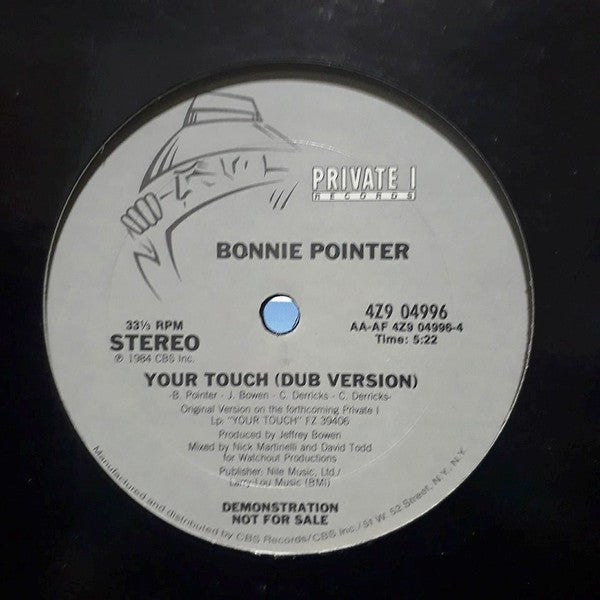 PRIVATE I
RECORDS
BONNIE POINTER
33⅓ RPM
STEREO
℗ 1984 CBS Inc.
4Z9 04996
AA-AF 4Z9 04996-4
Time: 5:22
YOUR TOUCH (DUB VERSION)
-B. Pointer - J. Bowen - C. Derricks - C. Derricks-
Original Version on the forthcoming Private I
Lp: "YOUR TOUCH" FZ 39406
Produced by Jeffrey Bowen
Mixed by Nick Martinelli and David Todd
for Watchout Productions
Publisher: Nile Music, Ltd./
Larry-Lou Music (BMI)
DEMONSTRATION
NOT FOR SALE
Manufactured and distributed by CBS Records/CBS Inc./51 W. 52 Street, N.Y., N.Y.